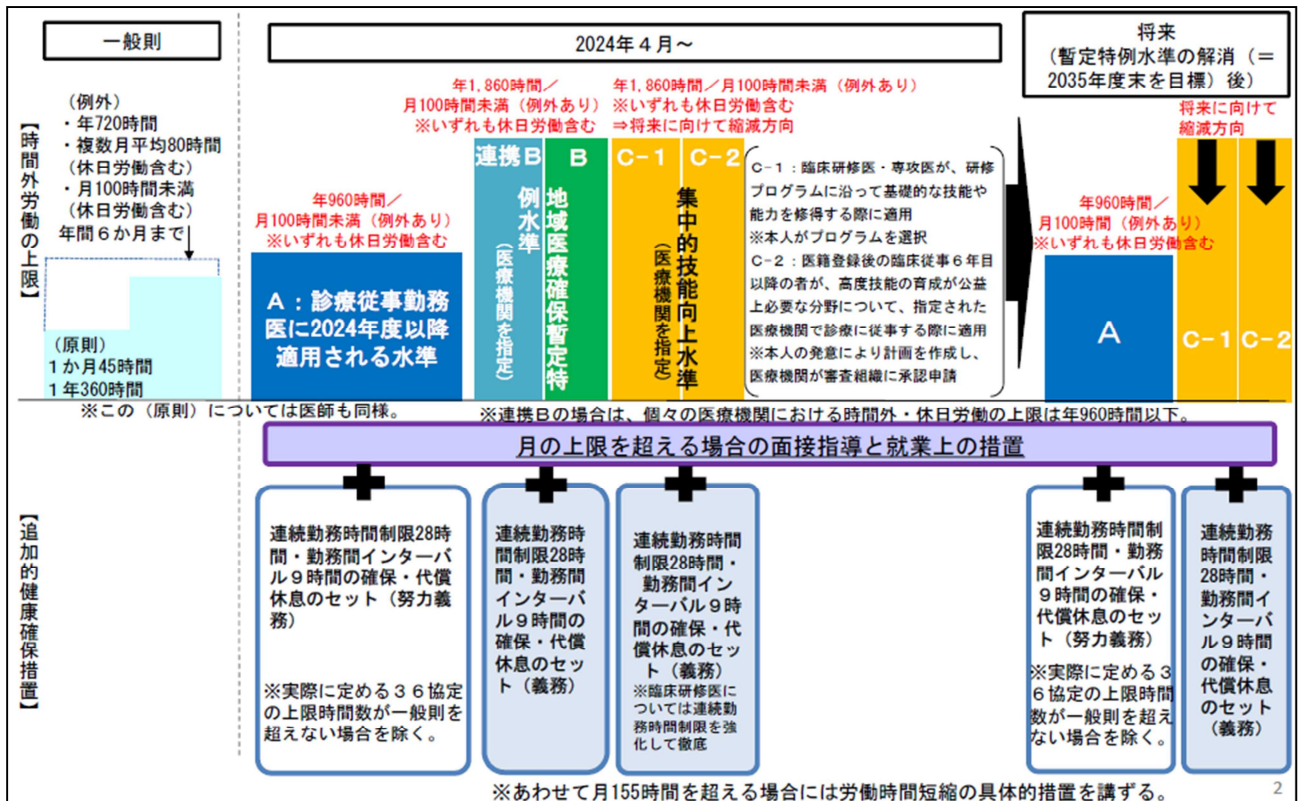 一般則
2024年４月～
将来
（暫定特例水準の解消（＝
2035年度末を目標）後）
【時間外労働の上限】
（例外）
・年720時間
・複数月平均80時間
（休日労働含む）
・月100時間未満
（休日労働含む）
年間６か月まで
（原則）
１か月45時間
１年360時間
※この（原則）については医師も同様。
年960時間／
月100時間未満（例外あり）
※いずれも休日労働含む
Ａ：診療従事勤務
医に2024年度以降
適用される水準
年1,860時間／
月100時間未満（例外あり）
※いずれも休日労働含む
連携Ｂ
Ｂ
地域医療確保暫定特
例水準
（医療機関を指定）
年1,860時間／月100時間未満（例外あり）
※いずれも休日労働含む
⇒将来に向けて縮減方向
Ｃ－１
Ｃ－２
集中的技能向上水準
（医療機関を指定）
Ｃ－１：臨床研修医・専攻医が、研修
プログラムに沿って基礎的な技能や
能力を修得する際に適用
※本人がプログラムを選択
Ｃ－２：医籍登録後の臨床従事６年目
以降の者が、高度技能の育成が公益
上必要な分野について、指定された
医療機関で診療に従事する際に適用
※本人の発意により計画を作成し、
医療機関が審査組織に承認申請
年960時間／
月100時間（例外あり）
※いずれも休日労働含む
Ａ
将来に向けて
縮減方向
Ｃ－１
Ｃ－２
※連携Ｂの場合は、個々の医療機関における時間外・休日労働の上限は年960時間以下。
月の上限を超える場合の面接指導と就業上の措置
【追加的健康確保措置】
連続勤務時間制限28時
間・勤務間インターバ
ル９時間の確保・代償
休息のセット（努力義
務）
※実際に定める３６協定
の上限時間数が一般則を
超えない場合を除く。
連続勤務時
間制限28時
間・勤務間
インターバ
ル９時間の
確保・代償
休息のセッ
ト（義務）
連続勤務時間
制限28時間・
勤務間イン
ターバル９時
間の確保・代
償休息のセッ
ト（義務）
※臨床研修医に
ついては連続勤
務時間制限を強
化して徹底
連続勤務時間制
限28時間・勤務
間インターバル
９時間の確保・
代償休息のセッ
ト（努力義務）
※実際に定める３
６協定の上限時間
数が一般則を超え
ない場合を除く。
連続勤務
時間制限
28時間・
勤務間イ
ンターバ
ル９時間
の確保・
代償休息
のセット
（義務）
※あわせて月155時間を超える場合には労働時間短縮の具体的措置を講ずる。
2